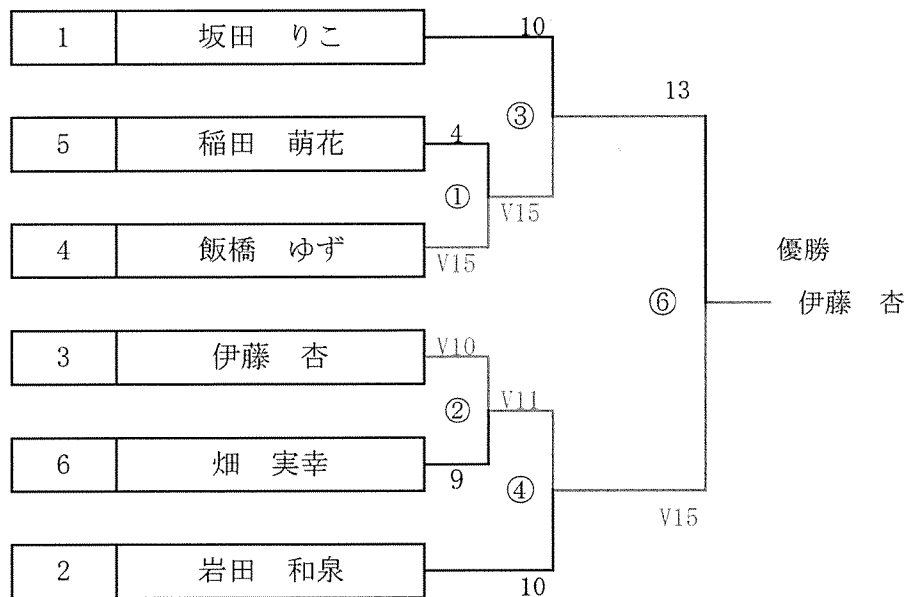 1 坂田 りこ
10
13
③
5 稲田 萌花
4
①
V15
4 飯橋 ゆず
V15
優勝
⑥ 伊藤 杏
3 伊藤 杏
V10
② V11
6 畑 実幸
9
④
V15
2 岩田 和泉
10